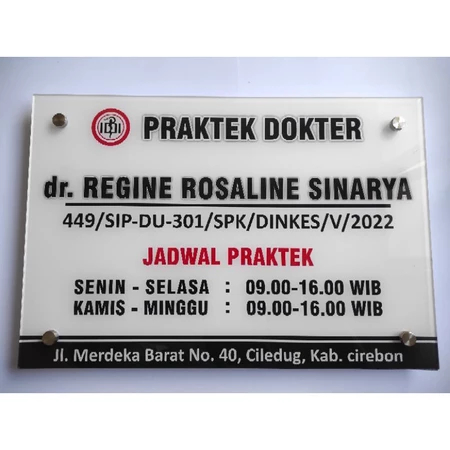 PRAKTEK DOKTER
dr. REGINE ROSALINE SINARYA
449/SIP-DU-301/SPK/DINKES/V/2022
JADWAL PRAKTEK
SENIN - SELASA : 09.00-16.00 WIB
KAMIS - MINGGU : 09.00-16.00 WIB
Jl. Merdeka Barat No. 40, Ciledug, Kab. cirebon